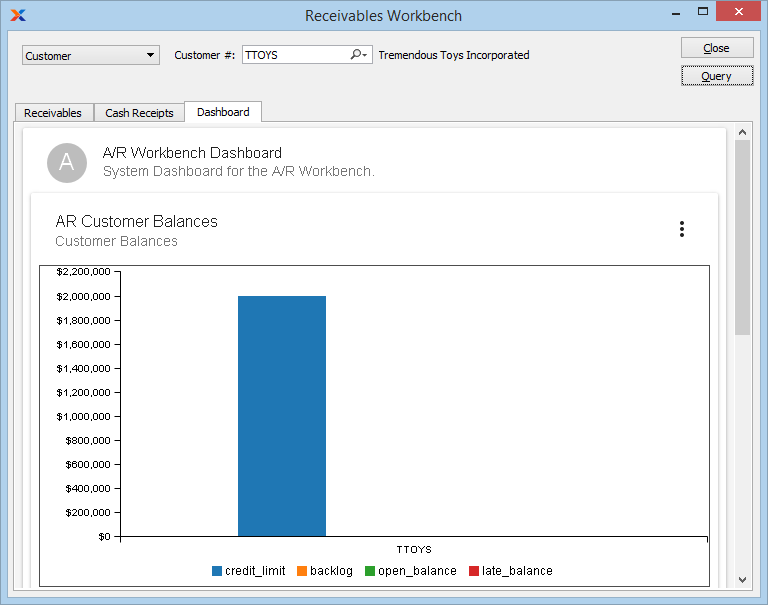 Receivables Workbench
Customer
Customer #:
TTOYS
Tremendous Toys Incorporated
Close
Query
Receivables
Cash Receipts
Dashboard
A
A/R Workbench Dashboard
System Dashboard for the A/R Workbench.
AR Customer Balances
Customer Balances
$2,200,000
$2,000,000
$1,800,000
$1,600,000
$1,400,000
$1,200,000
$1,000,000
$800,000
$600,000
$400,000
$200,000
$0
TTOYS
credit_limit backlog open_balance late_balance